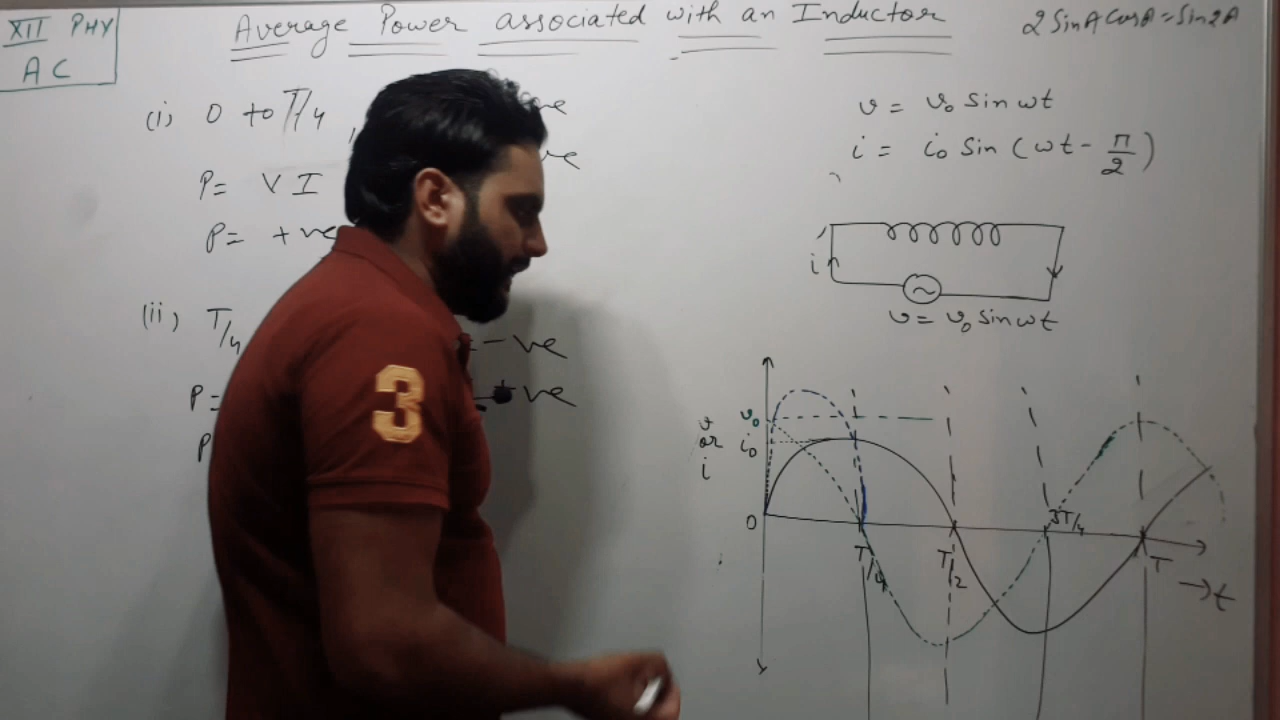 XII PHY
AC
Average Power associated with an Inductor
2 Sin A Cos A = Sin 2A
(i) 0 to T/4 ,
P = V I
P = +ve
(ii) T/4
= -ve
P =
+ve
P
v = v₀ sin ωt
i = i₀ sin (ωt - π/2)
i
v = v₀ sin ωt
v or i
v₀
i₀
0
T/4
T/2
3T/4
T
→ t
3